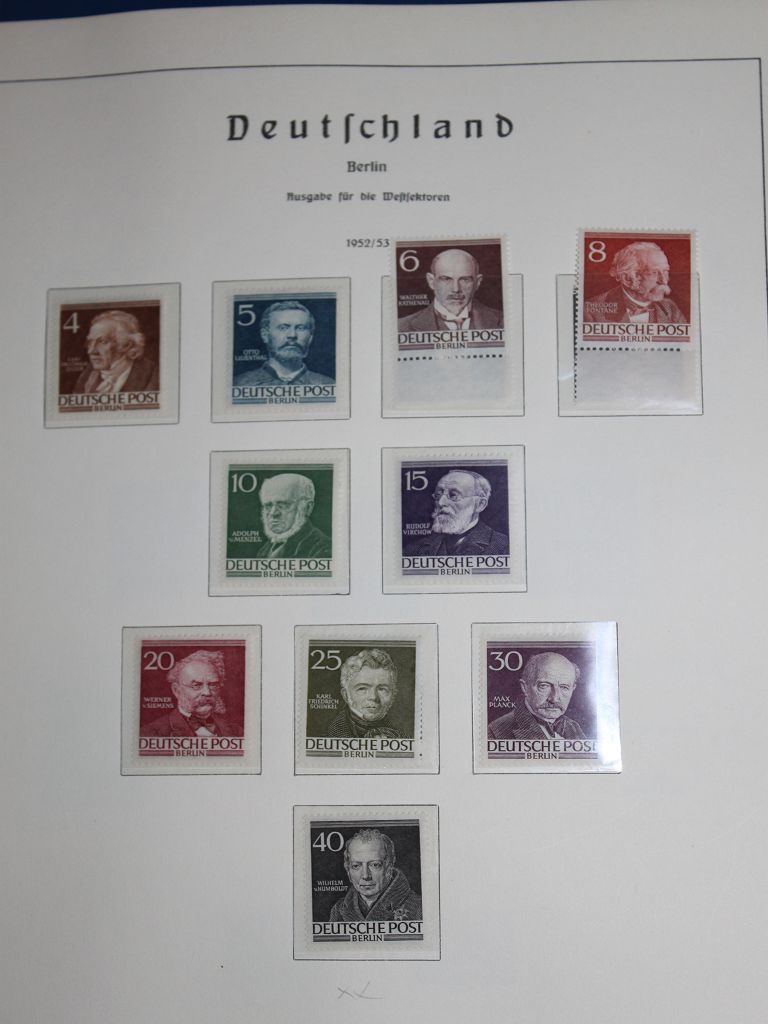 Deutſchland
Berlin
Ausgabe für die Weſtſektoren
1952/53
4
DEUTSCHE POST
BERLIN
5
OTTO
LILIENTHAL
DEUTSCHE POST
BERLIN
6
WALTHER
RATHENAU
DEUTSCHE POST
BERLIN
8
THEODOR
FONTANE
DEUTSCHE POST
BERLIN
10
ADOLPH
v.MENZEL
DEUTSCHE POST
BERLIN
15
RUDOLF
VIRCHOW
DEUTSCHE POST
BERLIN
20
WERNER
v.SIEMENS
DEUTSCHE POST
BERLIN
25
KARL
FRIEDRICH
SCHINKEL
DEUTSCHE POST
BERLIN
30
MAX
PLANCK
DEUTSCHE POST
BERLIN
40
WILHELM
v.HUMBOLDT
DEUTSCHE POST
BERLIN